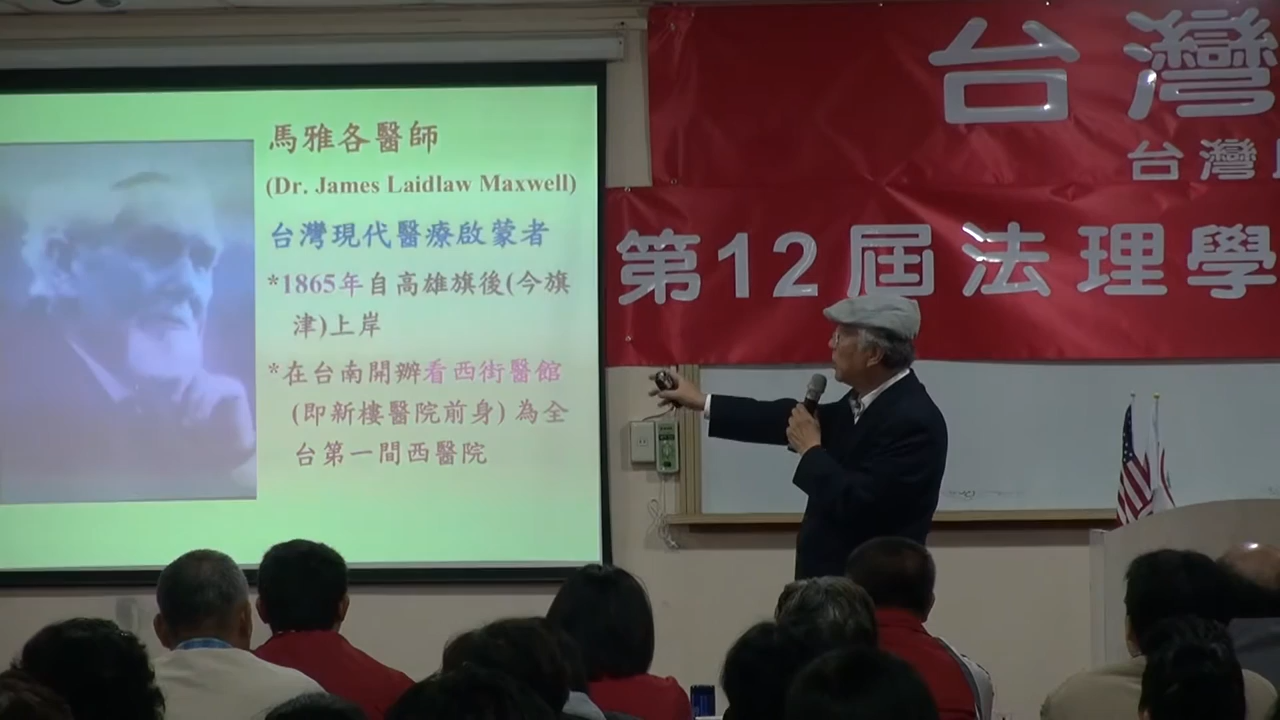 馬雅各醫師
(Dr. James Laidlaw Maxwell)
台灣現代醫療啟蒙者
*1865年自高雄旗後(今旗
津)上岸
*在台南開辦看西街醫館
(即新樓醫院前身)為全
台第一間西醫院
台灣
台灣
第12屆法理學